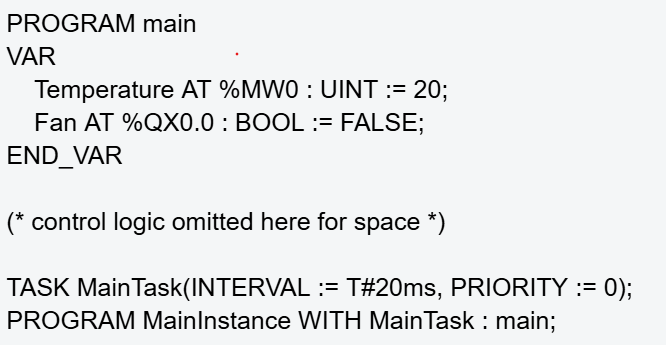 PROGRAM main
VAR
Temperature AT %MW0 : UINT := 20;
Fan AT %QX0.0 : BOOL := FALSE;
END_VAR
(* control logic omitted here for space *)
TASK MainTask(INTERVAL := T#20ms, PRIORITY := 0);
PROGRAM MainInstance WITH MainTask : main;